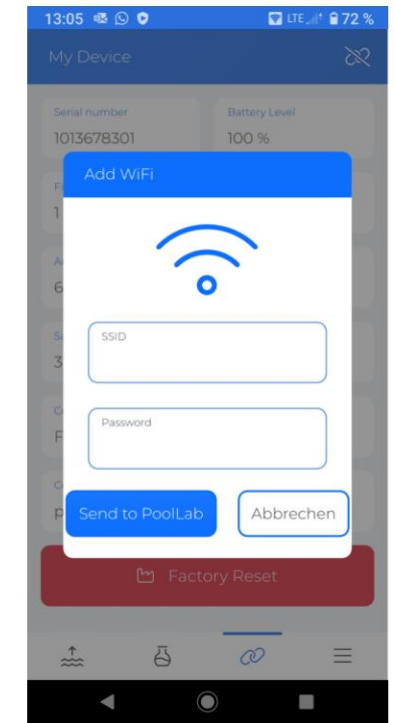 13:05 LTE 72 %
My Device
Serial number Battery Level
1013678301 100 %
Add WiFi
SSID
Password
Send to PoolLab Abbrechen
Factory Reset